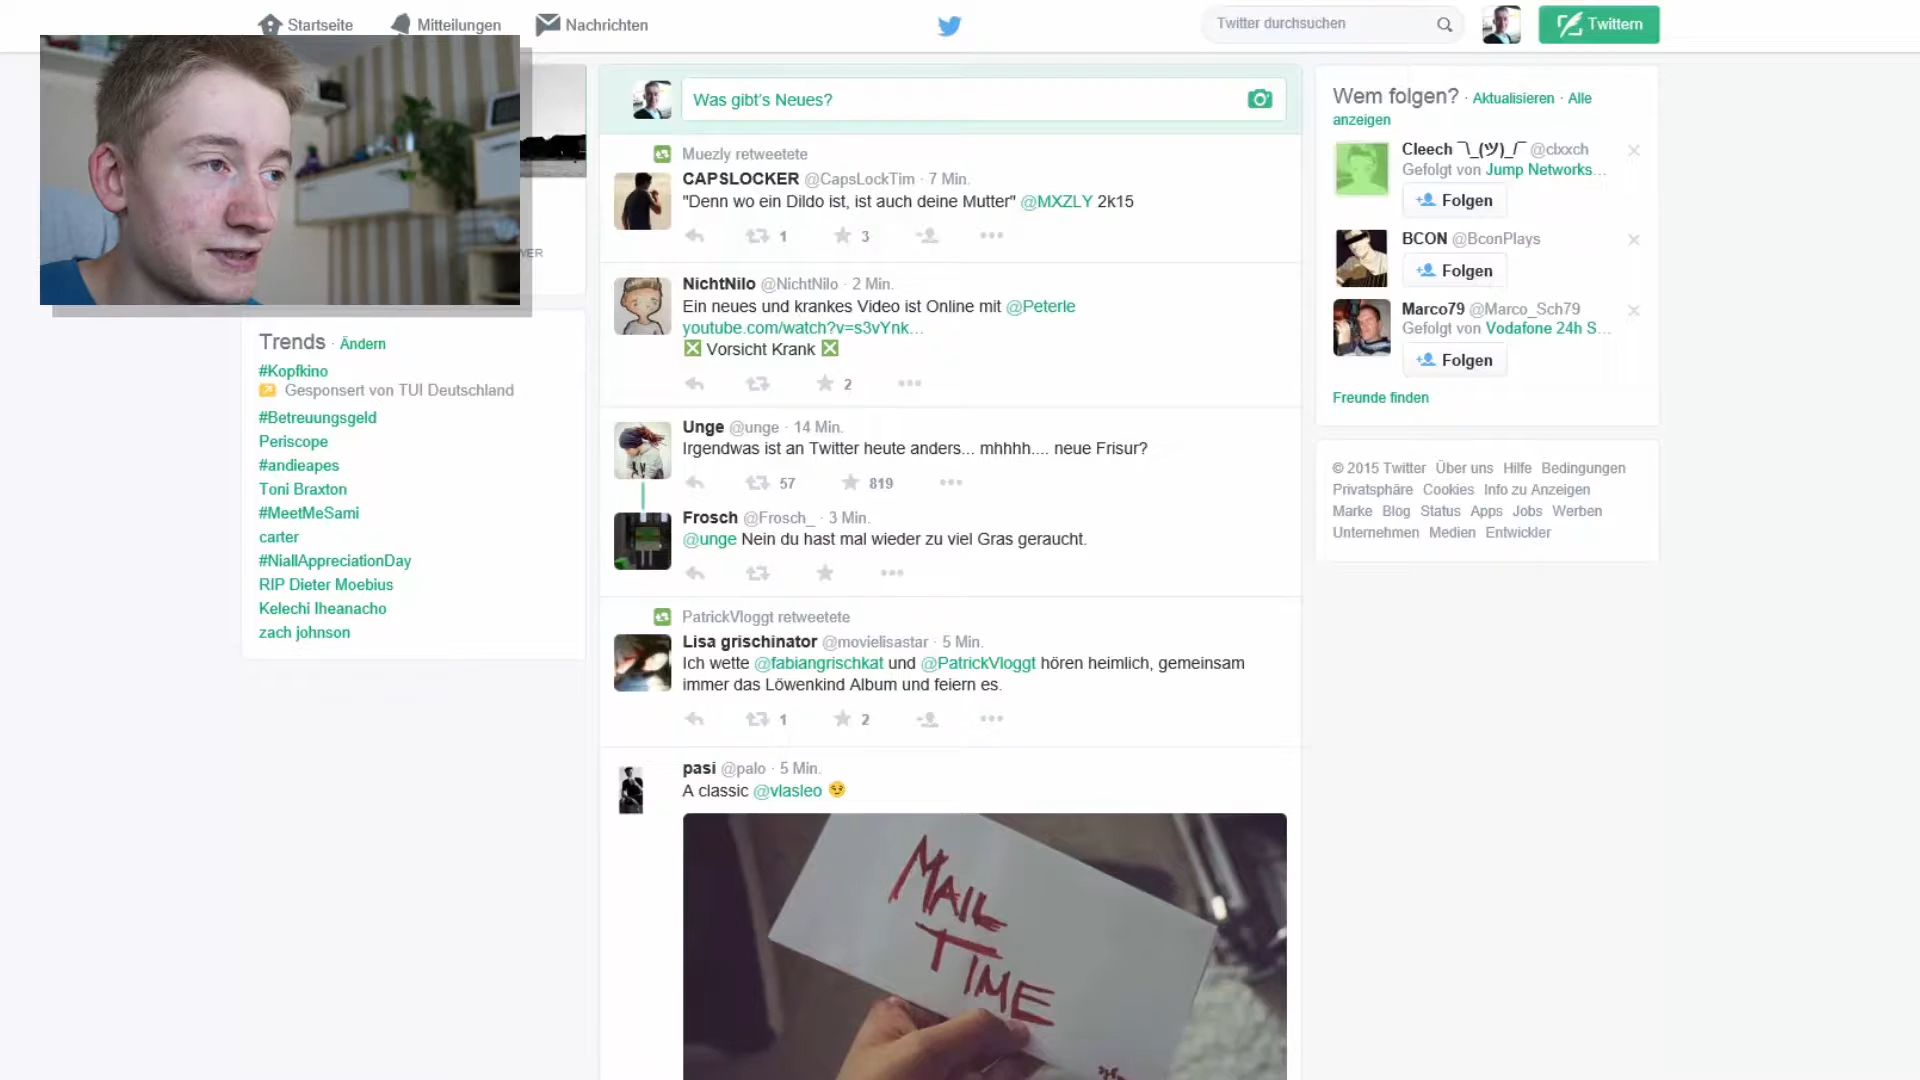 Startseite
Mitteilungen
Nachrichten
Twitter durchsuchen
Twittern
Was gibt's Neues?
Muezly retweetete
CAPSLOCKER @CapsLockTim · 7 Min.
"Denn wo ein Dildo ist, ist auch deine Mutter" @MXZLY 2k15
1
3
NichtNilo @NichtNilo · 2 Min.
Ein neues und krankes Video ist Online mit @Peterle
youtube.com/watch?v=s3vYnk…
❎ Vorsicht Krank ❎
2
Unge @unge · 14 Min.
Irgendwas ist an Twitter heute anders... mhhhh.... neue Frisur?
57
819
Frosch @Frosch_ · 3 Min.
@unge Nein du hast mal wieder zu viel Gras geraucht.
PatrickVloggt retweetete
Lisa grischinator @movielisastar · 5 Min.
Ich wette @fabiangrischkat und @PatrickVloggt hören heimlich, gemeinsam
immer das Löwenkind Album und feiern es.
1
2
pasi @palo · 5 Min.
A classic @vlasleo 😏
MAIL
TIME
Trends · Ändern
#Kopfkino
Gesponsert von TUI Deutschland
#Betreuungsgeld
Periscope
#andieapes
Toni Braxton
#MeetMeSami
carter
#NiallAppreciationDay
RIP Dieter Moebius
Kelechi Iheanacho
zach johnson
Wem folgen? · Aktualisieren · Alle
anzeigen
Cleech ¯\_(ツ)_/¯ @clxxch
Gefolgt von Jump Networks…
Folgen
BCON @BconPlays
Folgen
Marco79 @Marco_Sch79
Gefolgt von Vodafone 24h S…
Folgen
Freunde finden
© 2015 Twitter Über uns Hilfe Bedingungen
Privatsphäre Cookies Info zu Anzeigen
Marke Blog Status Apps Jobs Werben
Unternehmen Medien Entwickler